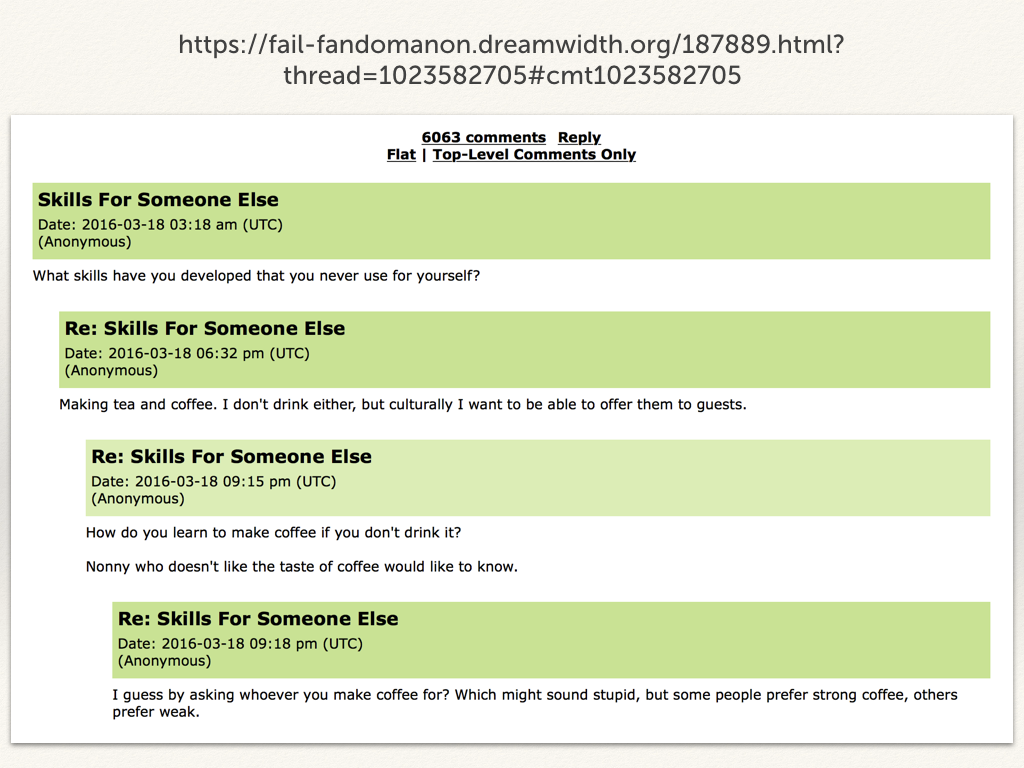 https://fail-fandomanon.dreamwidth.org/187889.html?
thread=1023582705#cmt1023582705
6063 comments Reply
Flat | Top-Level Comments Only
Skills For Someone Else
Date: 2016-03-18 03:18 am (UTC)
(Anonymous)
What skills have you developed that you never use for yourself?
Re: Skills For Someone Else
Date: 2016-03-18 06:32 pm (UTC)
(Anonymous)
Making tea and coffee. I don't drink either, but culturally I want to be able to offer them to guests.
Re: Skills For Someone Else
Date: 2016-03-18 09:15 pm (UTC)
(Anonymous)
How do you learn to make coffee if you don't drink it?
Nonny who doesn't like the taste of coffee would like to know.
Re: Skills For Someone Else
Date: 2016-03-18 09:18 pm (UTC)
(Anonymous)
I guess by asking whoever you make coffee for? Which might sound stupid, but some people prefer strong coffee, others
prefer weak.